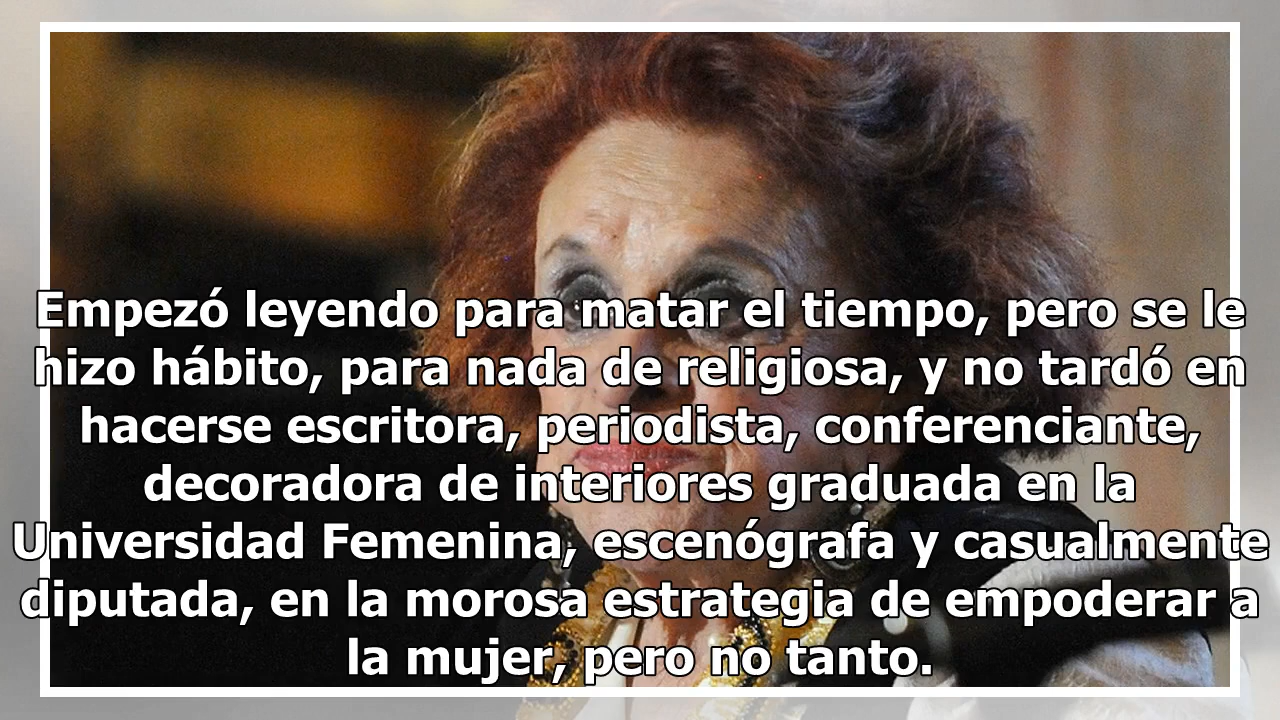 Empezó leyendo para matar el tiempo, pero se le
hizo hábito, para nada de religiosa, y no tardó en
hacerse escritora, periodista, conferenciante,
decoradora de interiores graduada en la
Universidad Femenina, escenógrafa y casualmente
diputada, en la morosa estrategia de empoderar a
la mujer, pero no tanto.